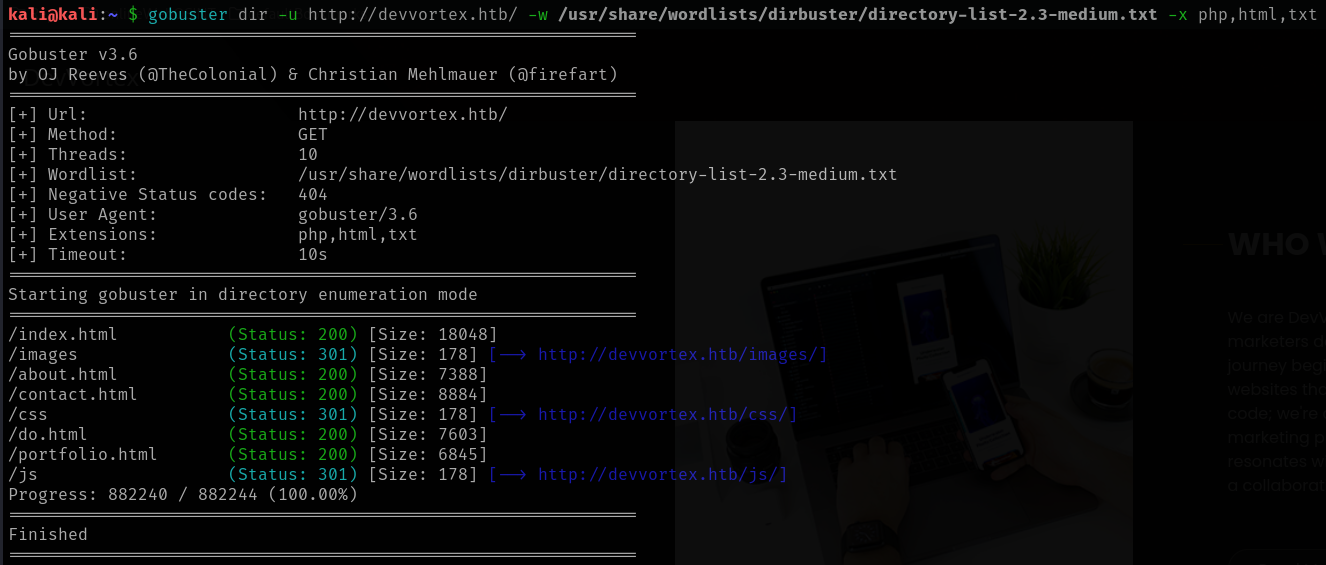 kali@kali:~ $ gobuster dir -u http://devvortex.htb/ -w /usr/share/wordlists/dirbuster/directory-list-2.3-medium.txt -x php,html,txt
Gobuster v3.6
by OJ Reeves (@TheColonial) & Christian Mehlmauer (@firefart)
[+] Url:                     http://devvortex.htb/
[+] Method:                  GET
[+] Threads:                 10
[+] Wordlist:                /usr/share/wordlists/dirbuster/directory-list-2.3-medium.txt
[+] Negative Status codes:   404
[+] User Agent:              gobuster/3.6
[+] Extensions:              php,html,txt
[+] Timeout:                 10s
Starting gobuster in directory enumeration mode
/index.html           (Status: 200) [Size: 18048]
/images               (Status: 301) [Size: 178] [--> http://devvortex.htb/images/]
/about.html           (Status: 200) [Size: 7388]
/contact.html         (Status: 200) [Size: 8884]
/css                  (Status: 301) [Size: 178] [--> http://devvortex.htb/css/]
/do.html              (Status: 200) [Size: 7603]
/portfolio.html       (Status: 200) [Size: 6845]
/js                   (Status: 301) [Size: 178] [--> http://devvortex.htb/js/]
Progress: 882240 / 882244 (100.00%)
Finished
WHO
We are
marketers
journey
websites
code; we're
marketing
resonates
a